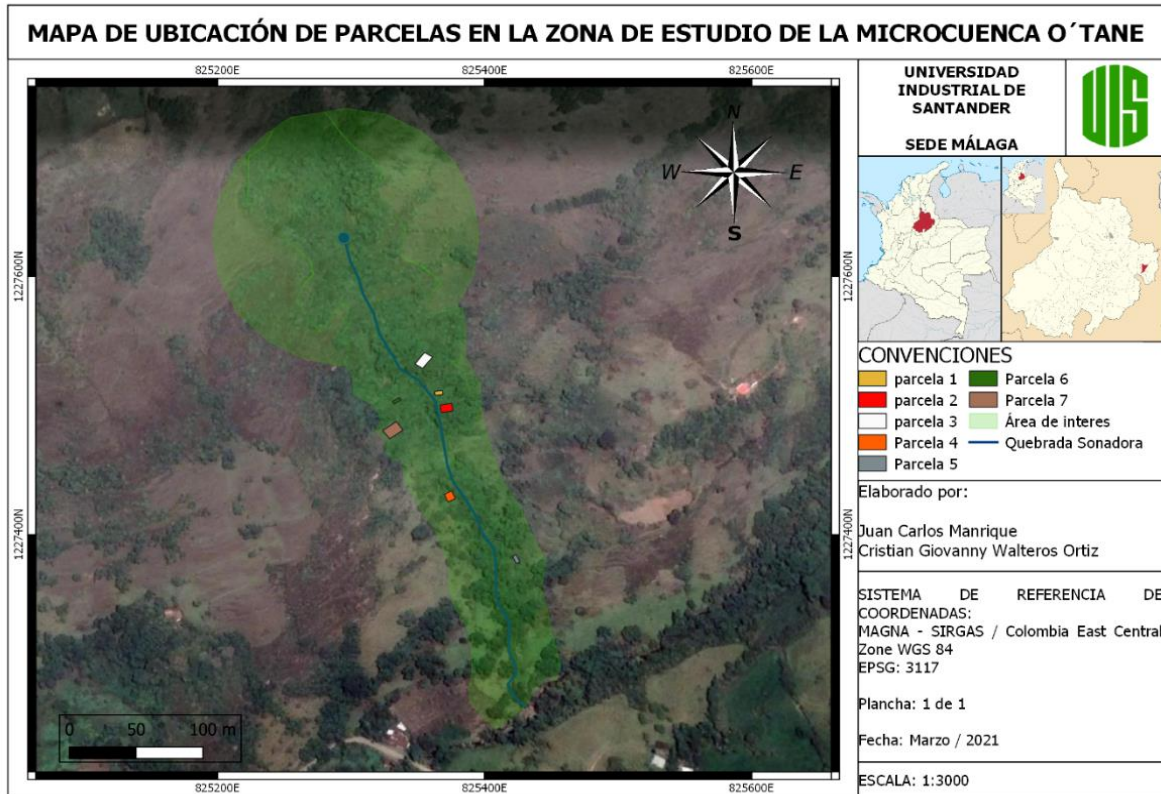 MAPA DE UBICACIÓN DE PARCELAS EN LA ZONA DE ESTUDIO DE LA MICROCUENCA O´TANE
825200E
825400E
825600E
1227600N
1227400N
N
W
E
S
0 50 100 m
825200E
825400E
825600E
1227600N
1227400N
UNIVERSIDAD
INDUSTRIAL DE
SANTANDER
SEDE MÁLAGA
UIS
CONVENCIONES
parcela 1
parcela 2
parcela 3
Parcela 4
Parcela 5
Parcela 6
Parcela 7
Área de interes
Quebrada Sonadora
Elaborado por:
Juan Carlos Manrique
Cristian Giovanny Walteros Ortiz
SISTEMA DE REFERENCIA DE
COORDENADAS:
MAGNA - SIRGAS / Colombia East Central
Zone WGS 84
EPSG: 3117
Plancha: 1 de 1
Fecha: Marzo / 2021
ESCALA: 1:3000